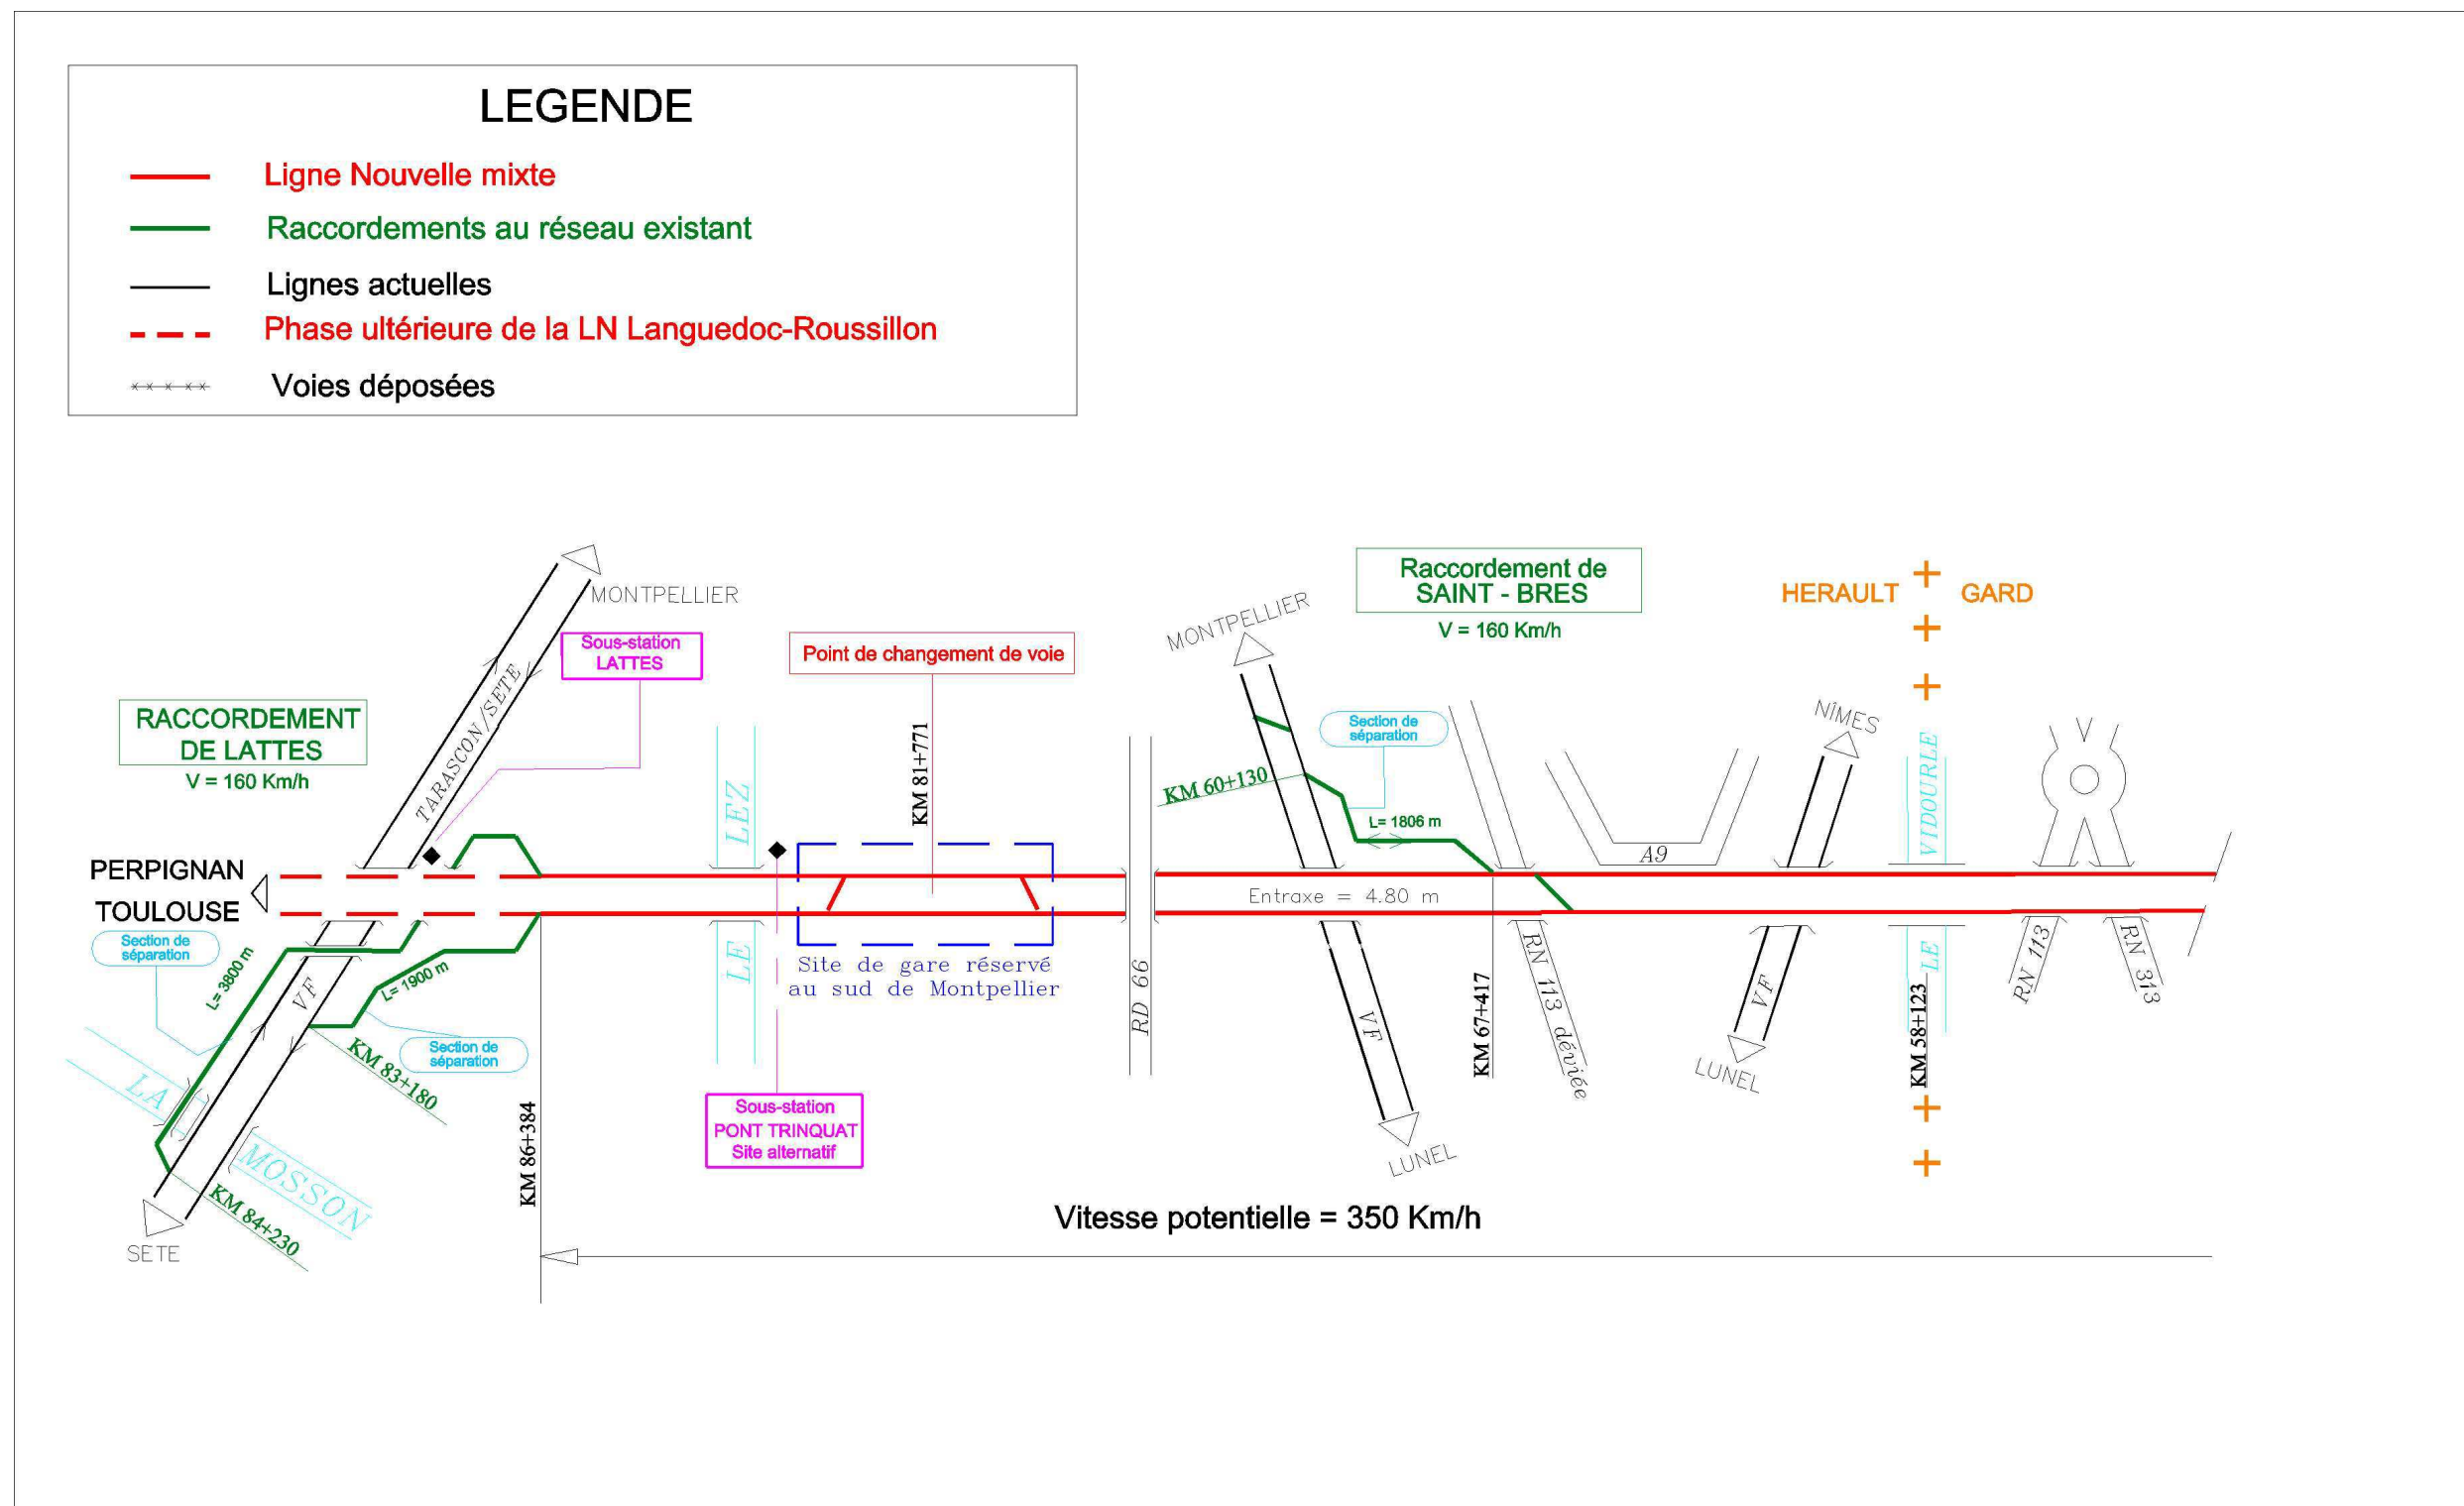 LEGENDE
Ligne Nouvelle mixte
Raccordements au réseau existant
Lignes actuelles
Phase ultérieure de la LN Languedoc-Roussillon
Voies déposées
MONTPELLIER
TARASCON/SETE
Sous-station
LATTES
Point de changement de voie
RACCORDEMENT
DE LATTES
V = 160 Km/h
PERPIGNAN
TOULOUSE
Section de
séparation
L= 3800 m
VF
L= 1900 m
Section de
séparation
KM 83+180
LA
MOSSON
KM 84+230
SETE
KM 86+384
LEZ
LE
KM 81+771
Site de gare réservé
au sud de Montpellier
Sous-station
PONT TRINQUAT
Site alternatif
RD 66
MONTPELLIER
Raccordement de
SAINT - BRES
V = 160 Km/h
Section de
séparation
KM 60+130
L= 1806 m
Entraxe = 4.80 m
VF
LUNEL
KM 67+417
RN 113 déviée
A9
NÎMES
VF
LUNEL
HERAULT
GARD
VIDOURLE
LE
KM 58+123
RN 113
RN 313
Vitesse potentielle = 350 Km/h